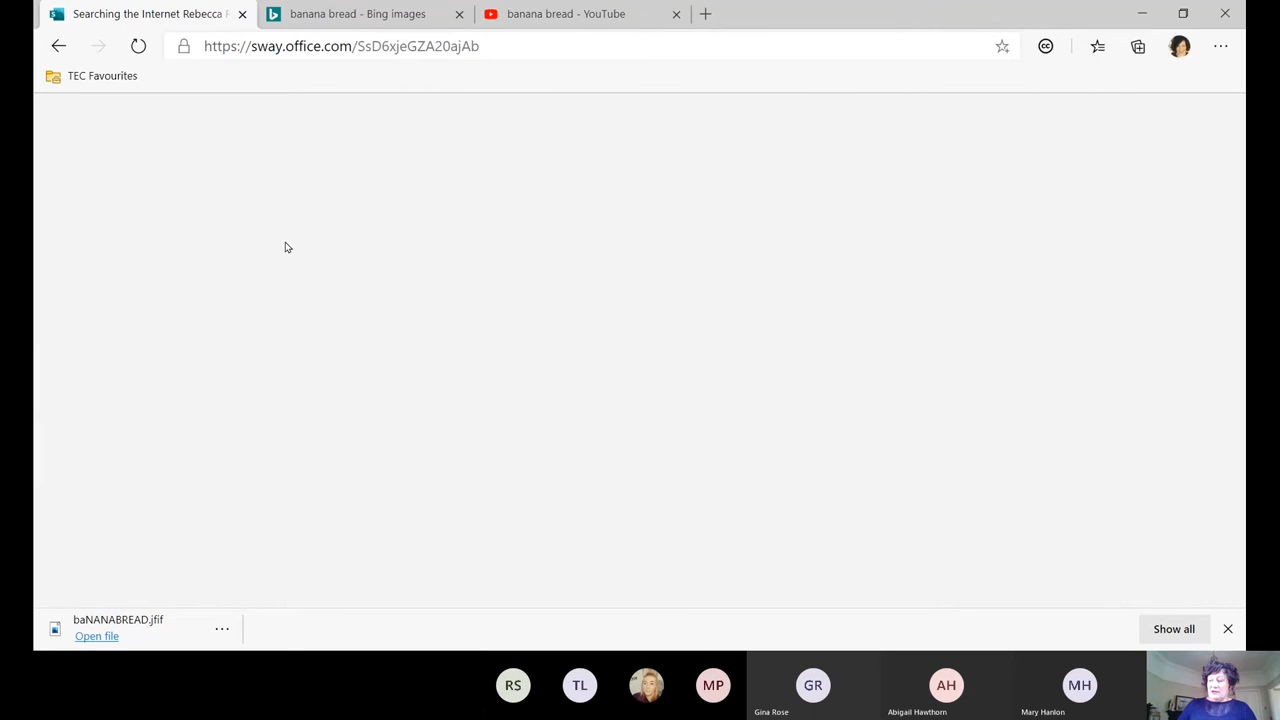 Searching the Internet Rebecca
banana bread - Bing images
banana bread - YouTube
https://sway.office.com/SsD6xjeGZA20ajAb
TEC Favourites
baNANABREAD.jfif
Open file
Show all
RS
TL
MP
GR
AH
MH
Gina Rose
Abigail Hawthorn
Mary Hanlon